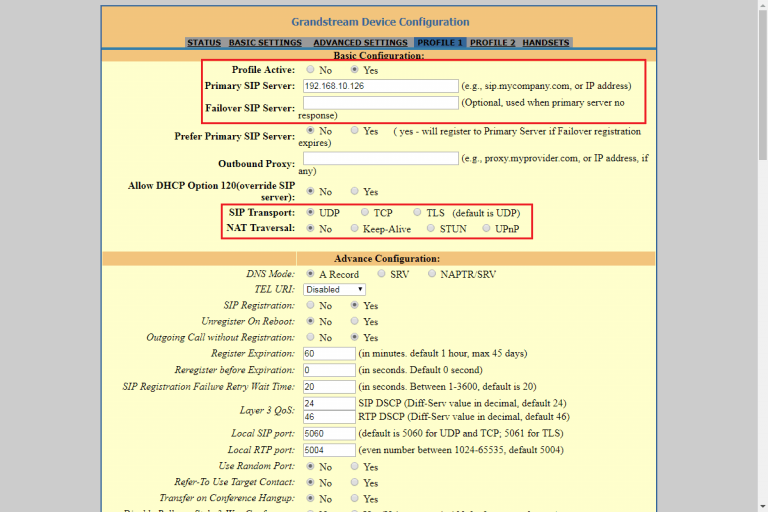 Grandstream Device Configuration
STATUS BASIC SETTINGS ADVANCED SETTINGS PROFILE 1 PROFILE 2 HANDSETS
Basic Configuration:
Profile Active: No Yes
Primary SIP Server: 192.168.10.126 (e.g., sip.mycompany.com, or IP address)
Failover SIP Server: (Optional, used when primary server no
response)
Prefer Primary SIP Server: No Yes ( yes - will register to Primary Server if Failover registration
expires)
Outbound Proxy: (e.g., proxy.myprovider.com, or IP address, if
any)
Allow DHCP Option 120(override SIP
server): No Yes
SIP Transport: UDP TCP TLS (default is UDP)
NAT Traversal: No Keep-Alive STUN UPnP
Advance Configuration:
DNS Mode: A Record SRV NAPTR/SRV
TEL URI: Disabled
SIP Registration: No Yes
Unregister On Reboot: No Yes
Outgoing Call without Registration: No Yes
Register Expiration: 60 (in minutes. default 1 hour, max 45 days)
Reregister before Expiration: 0 (in seconds. Default 0 second)
SIP Registration Failure Retry Wait Time: 20 (in seconds. Between 1-3600, default is 20)
Layer 3 QoS: 24 SIP DSCP (Diff-Serv value in decimal, default 24)
46 RTP DSCP (Diff-Serv value in decimal, default 46)
Local SIP port: 5060 (default is 5060 for UDP and TCP; 5061 for TLS)
Local RTP port: 5004 (even number between 1024-65535, default 5004)
Use Random Port: No Yes
Refer-To Use Target Contact: No Yes
Transfer on Conference Hangup: No Yes